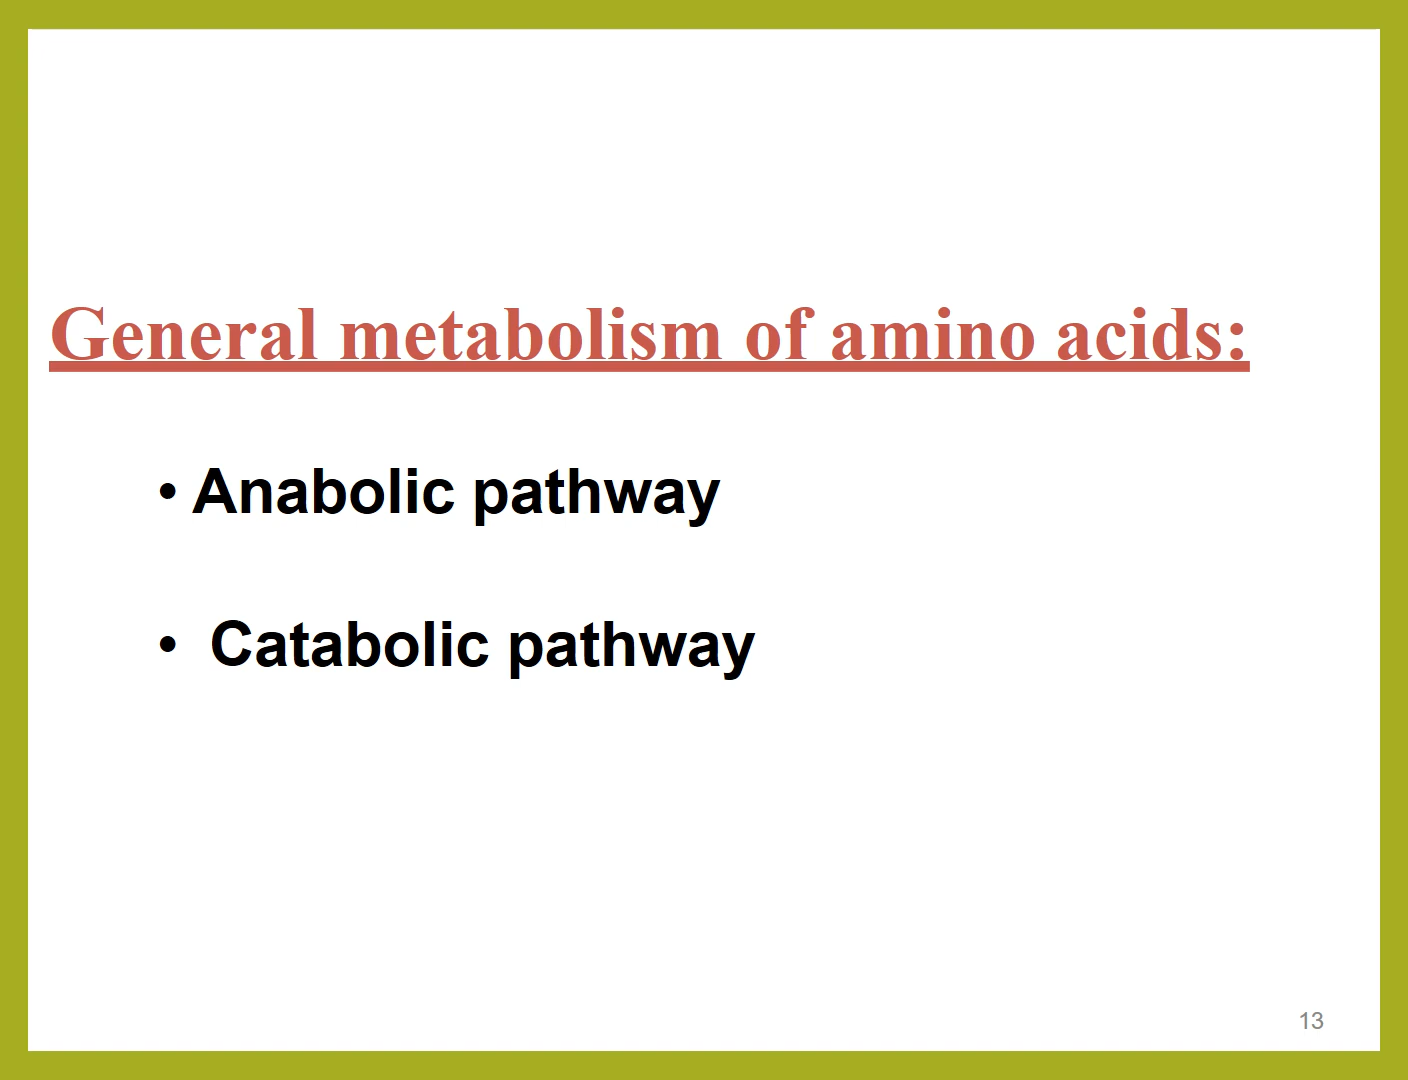 General metabolism of amino acids:
• Anabolic pathway
• Catabolic pathway
13